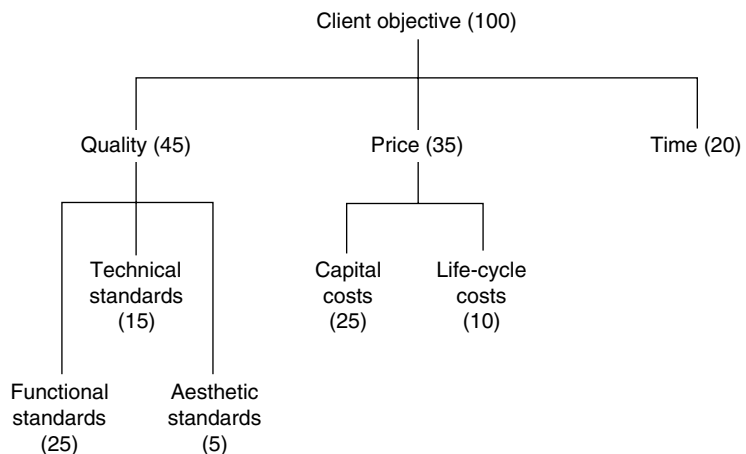 Client objective (100)
Quality (45)
Price (35)
Time (20)
Technical
standards
(15)
Capital
costs
(25)
Life-cycle
costs
(10)
Functional
standards
(25)
Aesthetic
standards
(5)